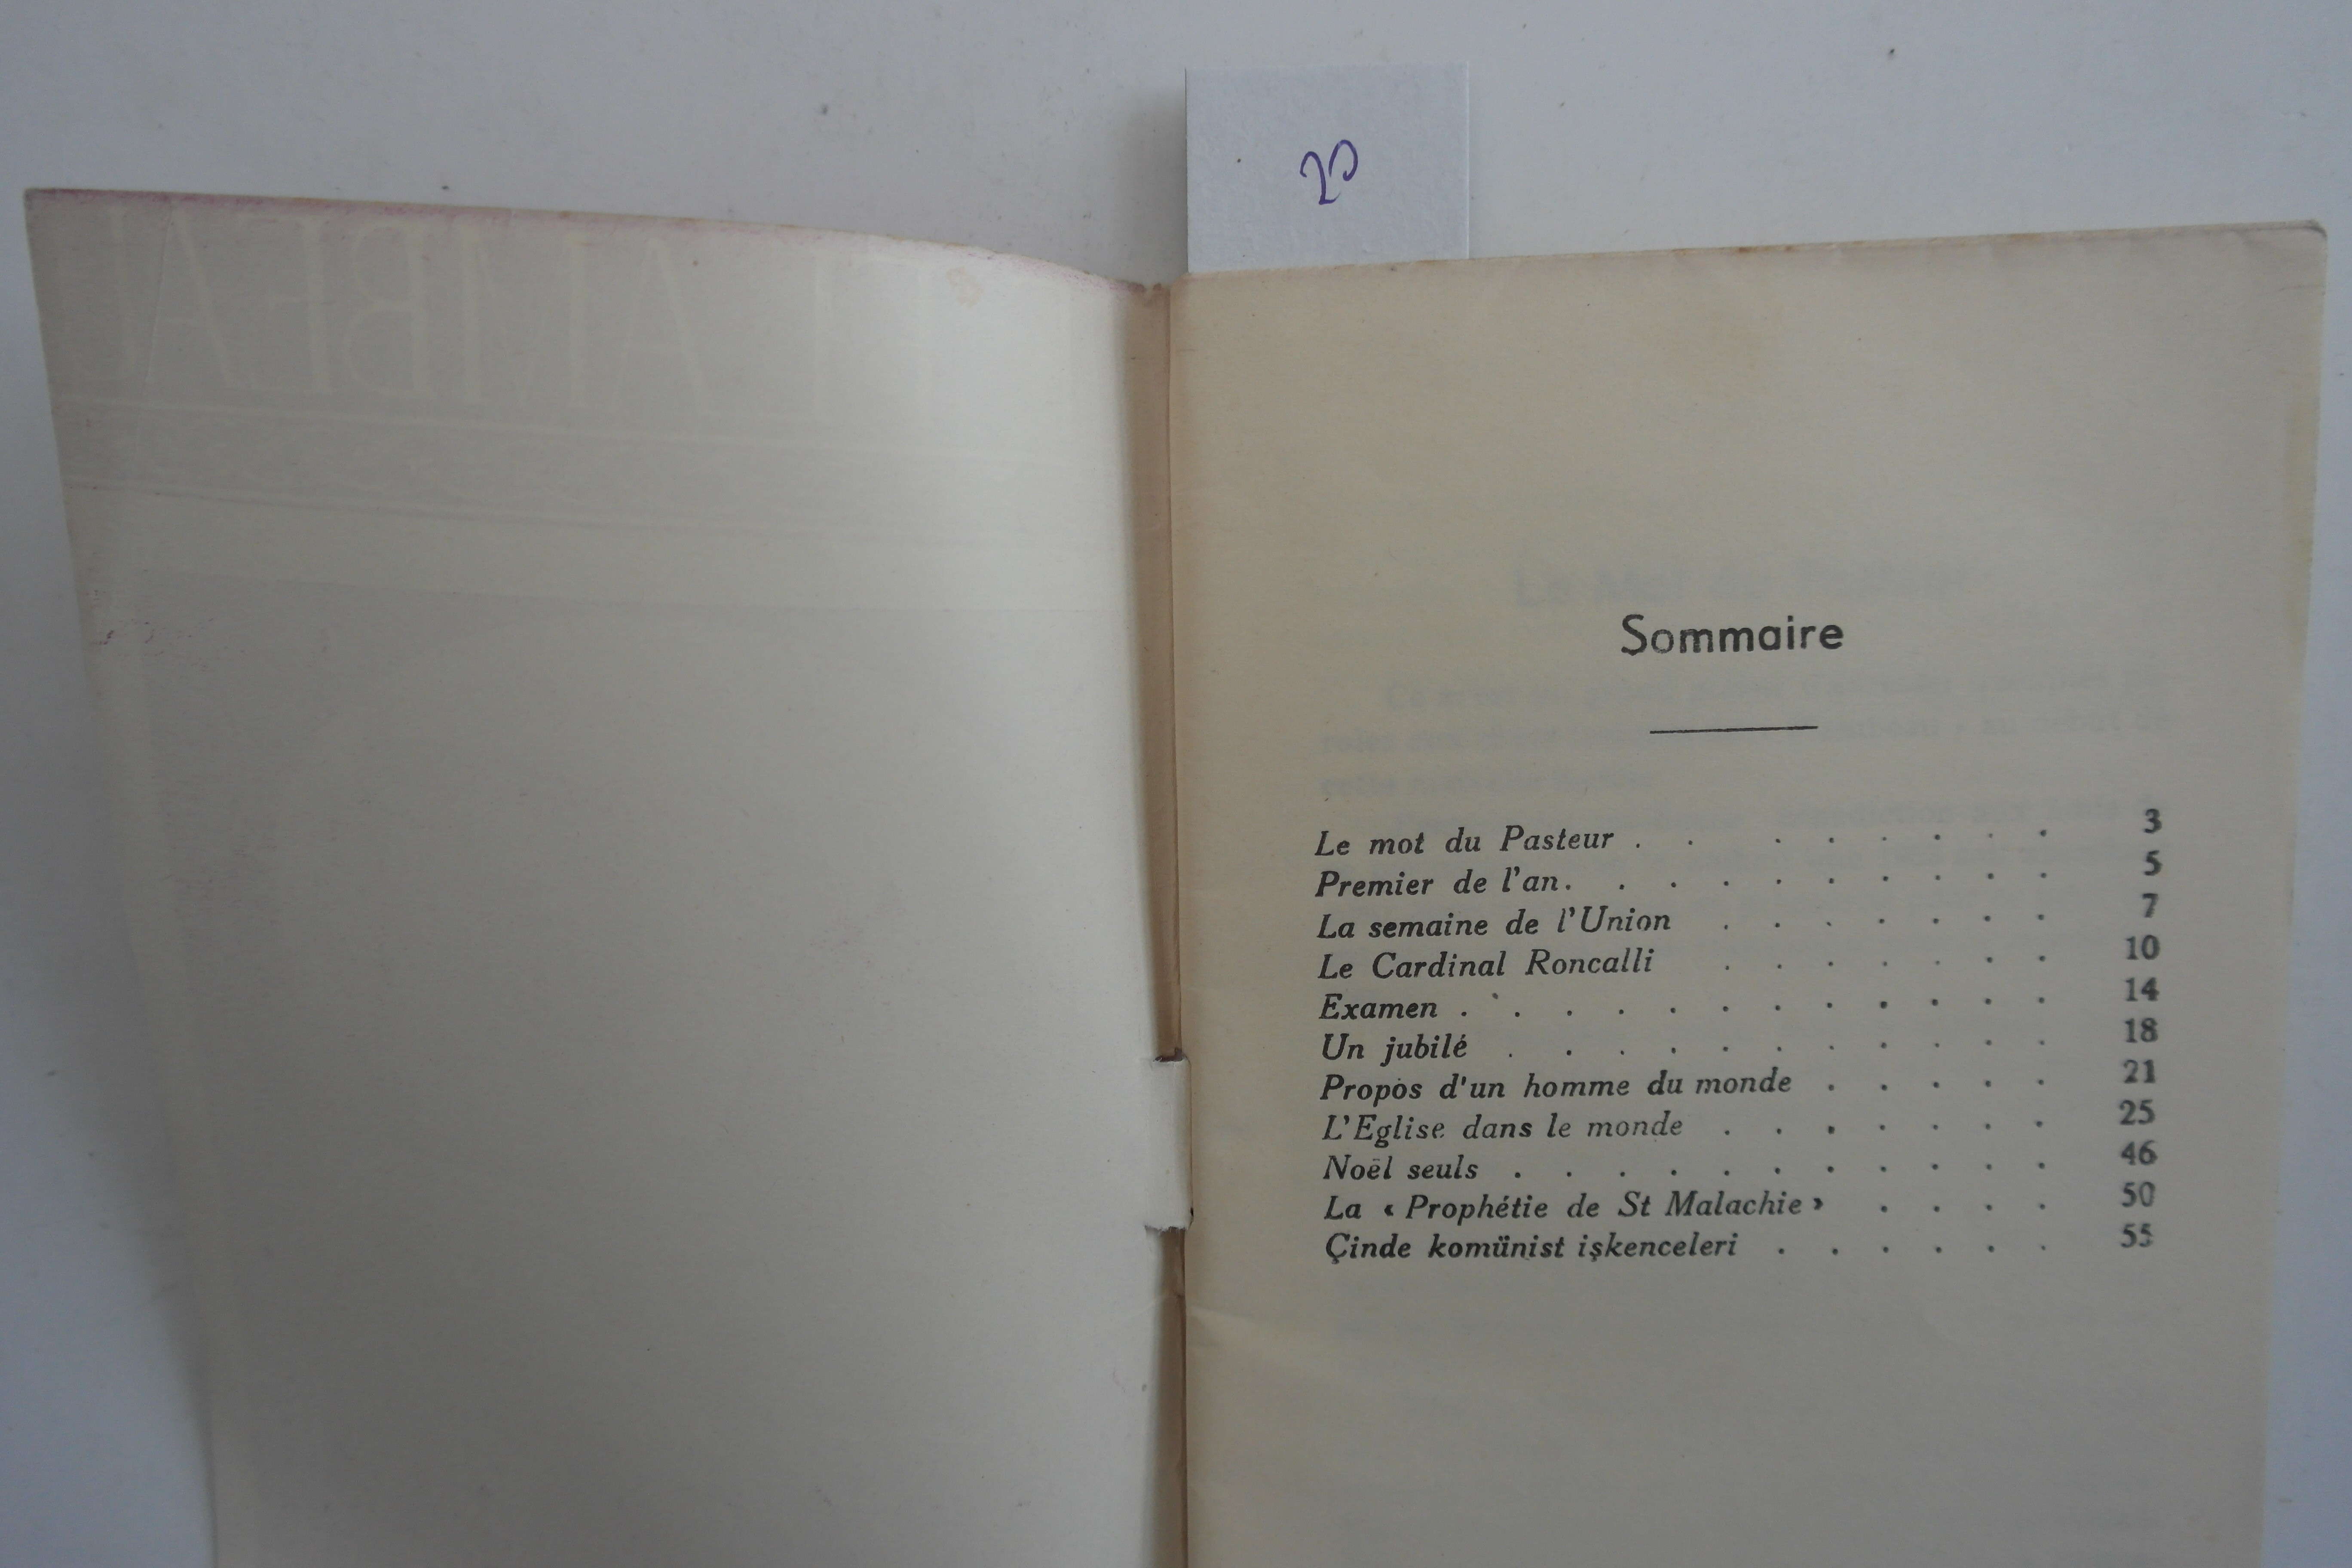 20
FLAMBEAU
Sommaire
Le mot du Pasteur . . . . . . . . 3
Premier de l'an. . . . . . . . . . 5
La semaine de l'Union . . . . . . . 7
Le Cardinal Roncalli . . . . . . . 10
Examen . . . . . . . . . . . . 14
Un jubilé . . . . . . . . . . . 18
Propos d'un homme du monde . . . . . 21
L'Eglise dans le monde . . . . . . . 25
Noël seuls . . . . . . . . . . . 46
La « Prophétie de St Malachie » . . . . 50
Çinde komünist işkenceleri . . . . . . 55